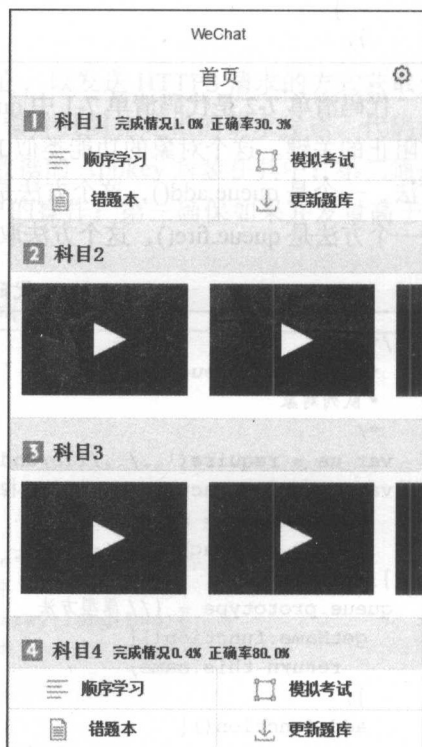 WeChat
首页
1 科目1 完成情况1.0% 正确率30.3%
顺序学习 模拟考试
错题本 更新题库
2 科目2
3 科目3
4 科目4 完成情况0.4% 正确率80.0%
顺序学习 模拟考试
错题本 更新题库